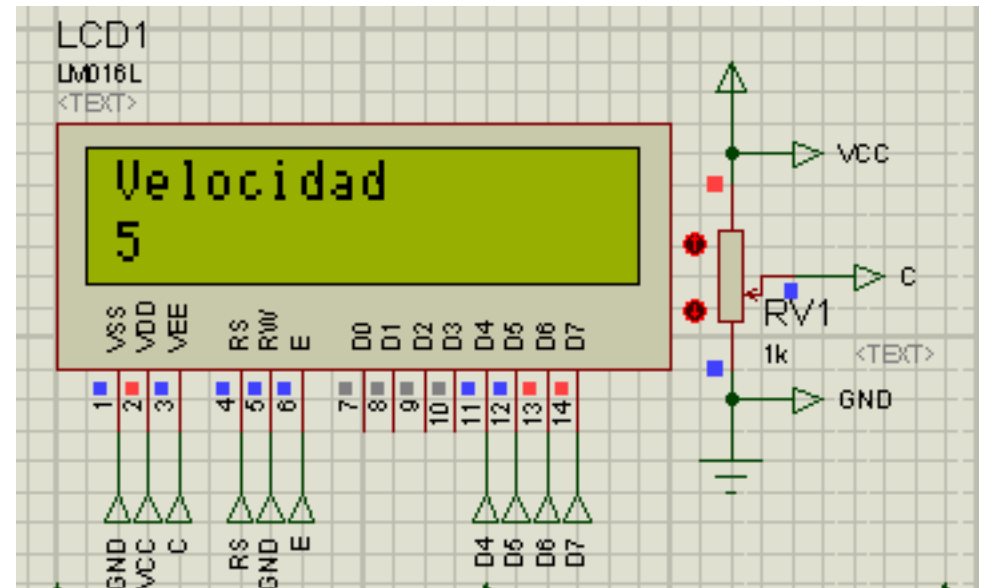 LCD1
LM016L
<TEXT>
Velocidad
5
VSS VDD VEE RS RW E D0 D1 D2 D3 D4 D5 D6 D7
1 2 3 4 5 6 7 8 9 10 11 12 13 14
GND VCC C RS GND E D4 D5 D6 D7
VCC
C
RV1
1k
<TEXT>
GND